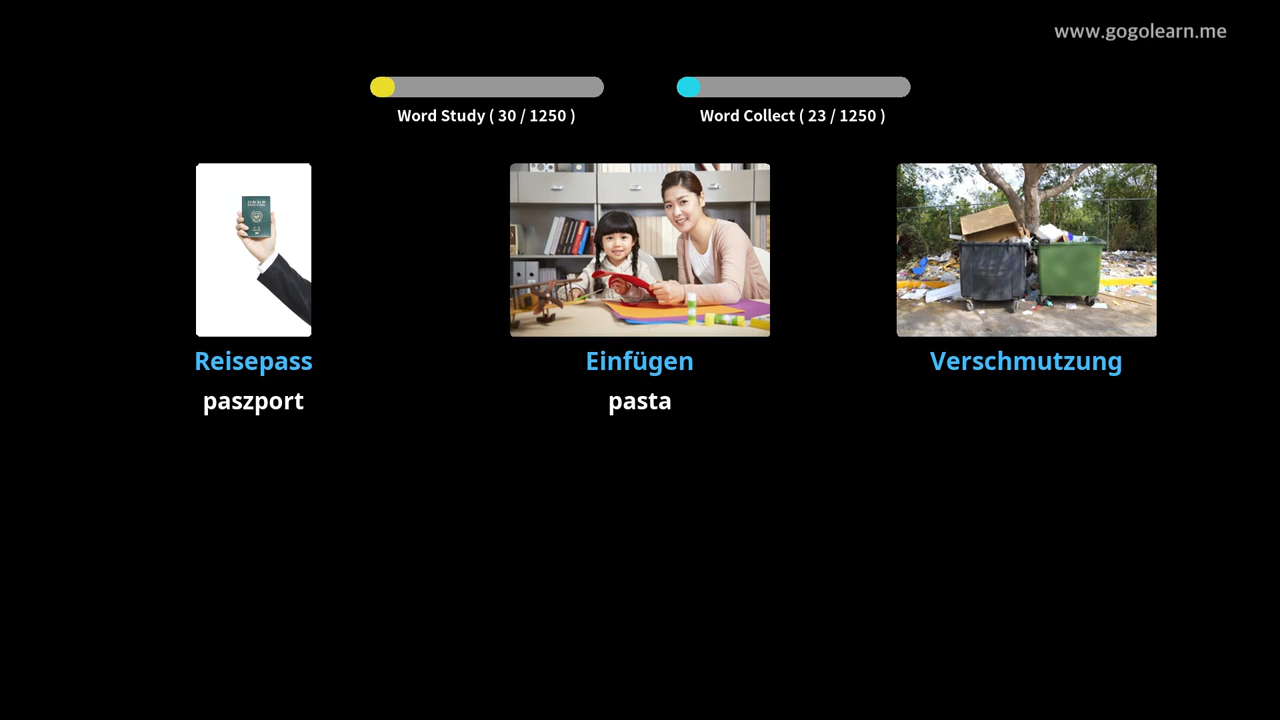 www.gogolearn.me
Word Study ( 30 / 1250 )
Word Collect ( 23 / 1250 )
Reisepass
Einfügen
Verschmutzung
paszport
pasta